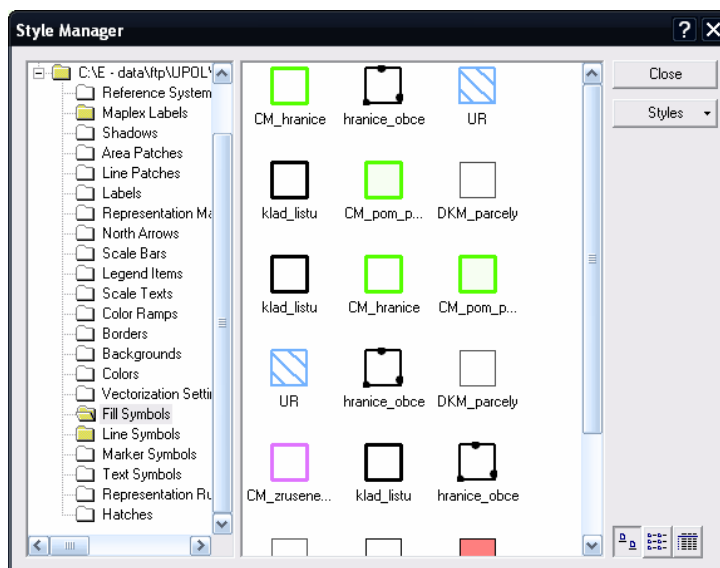 Style Manager
C:\E - data\ftp\UPOL\
Reference System
Maplex Labels
Shadows
Area Patches
Line Patches
Labels
Representation Ma
North Arrows
Scale Bars
Legend Items
Scale Texts
Color Ramps
Borders
Backgrounds
Colors
Vectorization Settin
Fill Symbols
Line Symbols
Marker Symbols
Text Symbols
Representation Ru
Hatches
CM_hranice hranice_obce UR
klad_listu CM_pom_p... DKM_parcely
klad_listu CM_hranice CM_pom_p...
UR hranice_obce DKM_parcely
CM_zrusene... klad_listu hranice_obce
Close
Styles